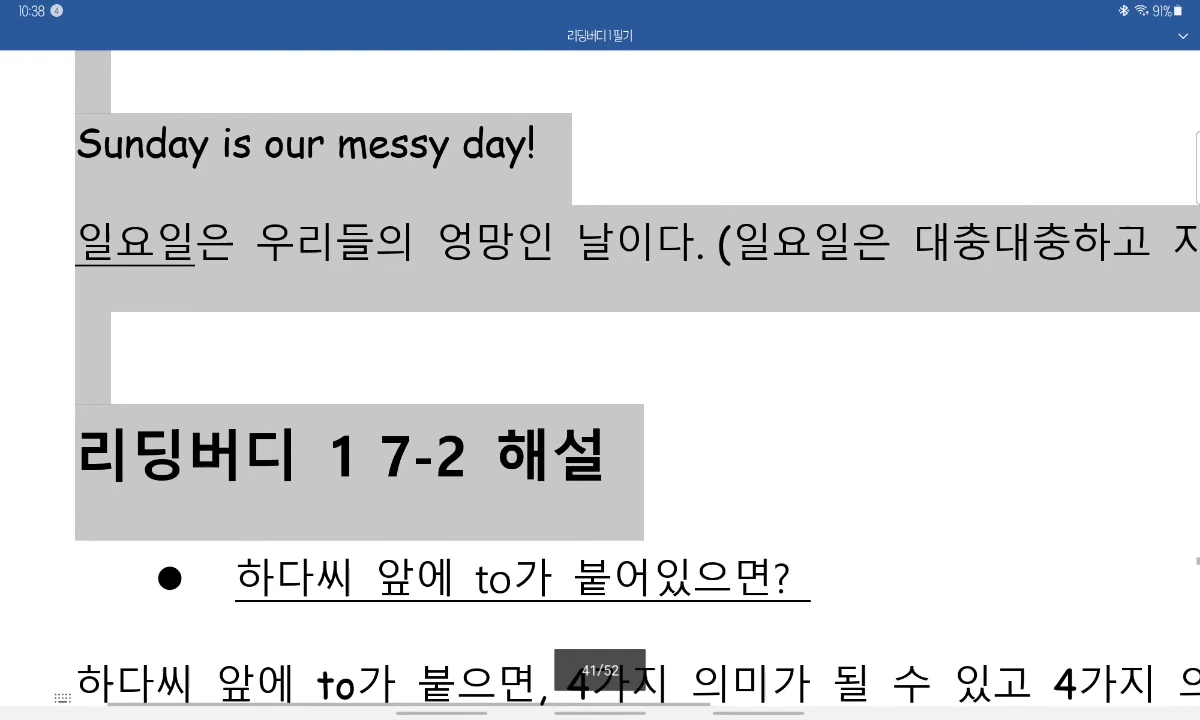 10:38 4 91%
리딩버디1 필기
Sunday is our messy day!
일요일은 우리들의 엉망인 날이다. (일요일은 대충대충하고
리딩버디 1 7-2 해설
● 하다씨 앞에 to가 붙어있으면?
41/52
하다씨 앞에 to가 붙으면, 4가지 의미가 될 수 있고 4가지